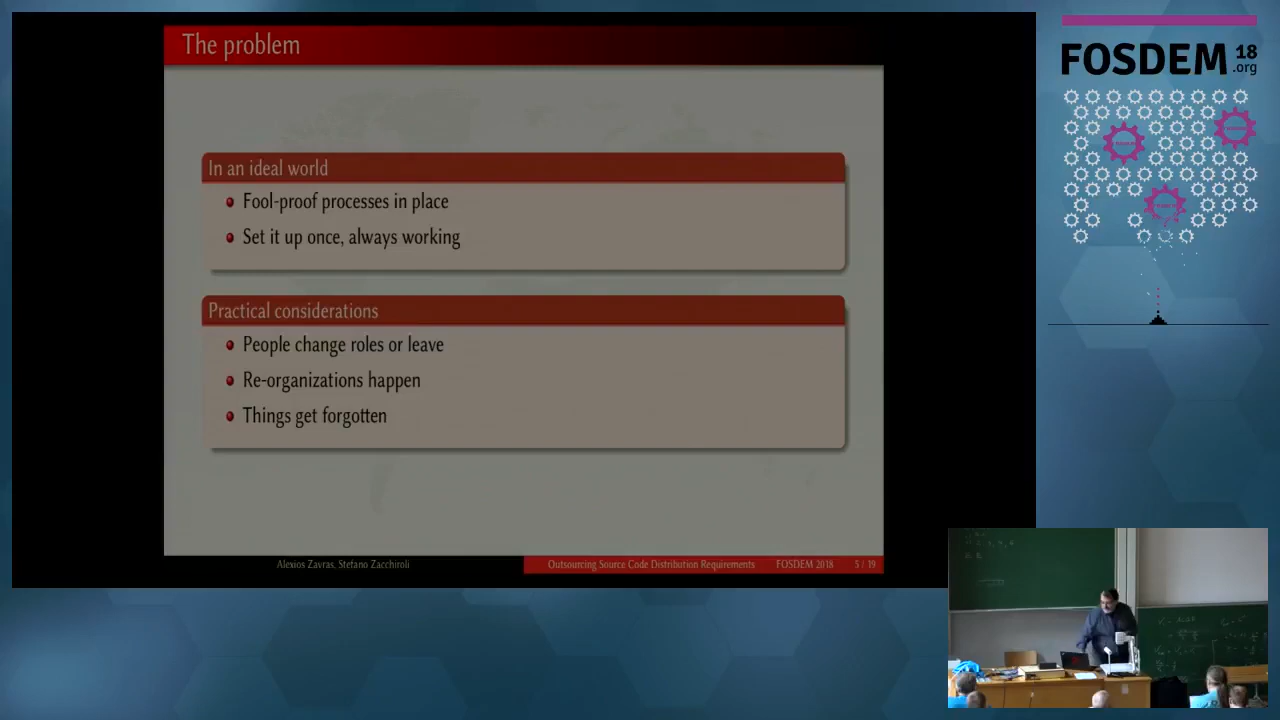 The problem
In an ideal world
Fool-proof processes in place
Set it up once, always working
Practical considerations
People change roles or leave
Re-organizations happen
Things get forgotten
Alexios Zavras, Stefano Zacchiroli
Outsourcing Source Code Distribution Requirements
FOSDEM 2018
5 / 19
FOSDEM 18
.org